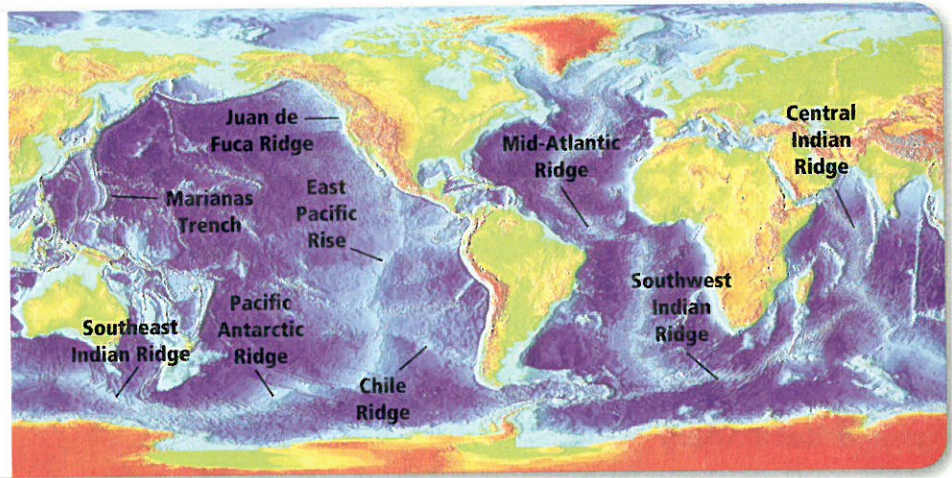 Juan de
Fuca Ridge
Mid-Atlantic
Ridge
Central
Indian
Ridge
Marianas
Trench
East
Pacific
Rise
Southwest
Indian
Ridge
Southeast
Indian Ridge
Pacific
Antarctic
Ridge
Chile
Ridge